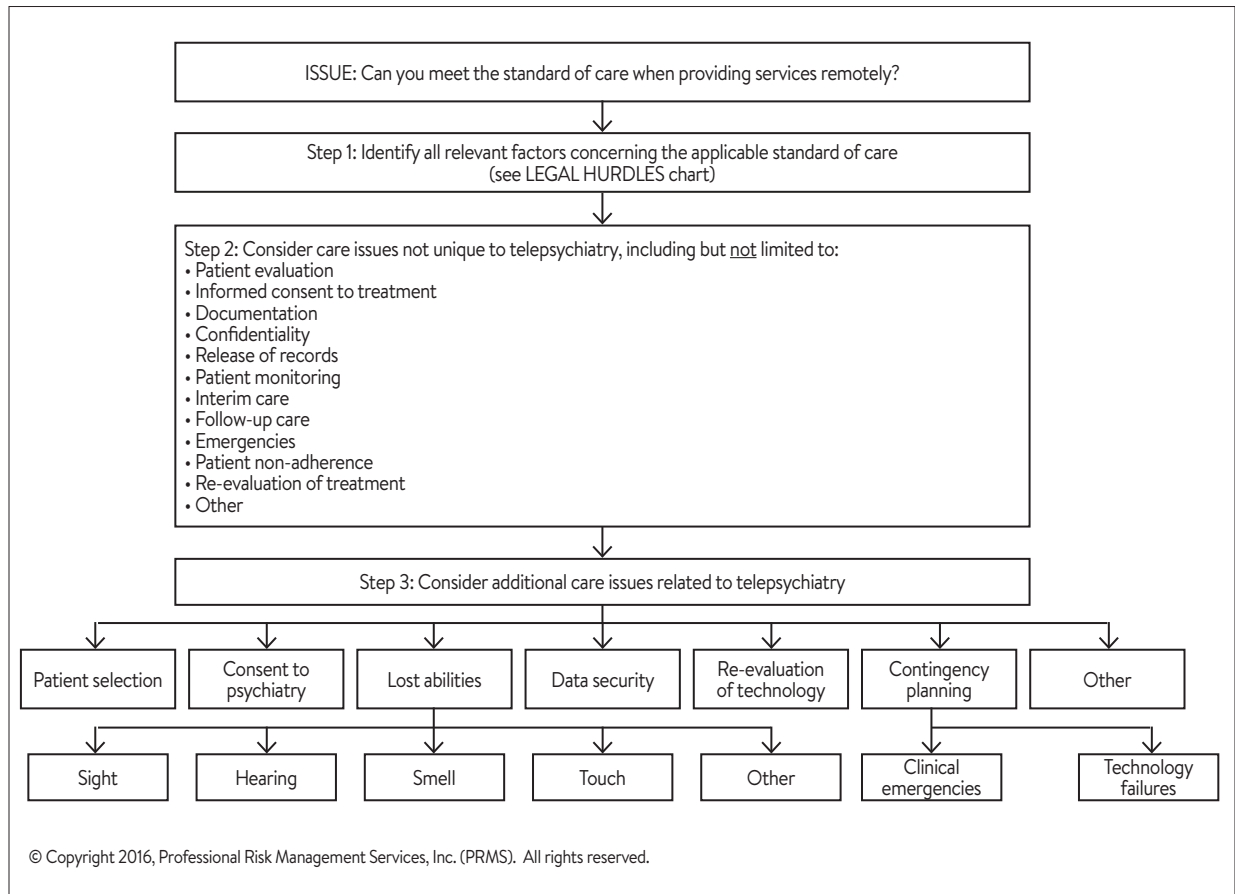 ISSUE: Can you meet the standard of care when providing services remotely?
Step 1: Identify all relevant factors concerning the applicable standard of care
(see LEGAL HURDLES chart)
Step 2: Consider care issues not unique to telepsychiatry, including but not limited to:
• Patient evaluation
• Informed consent to treatment
• Documentation
• Confidentiality
• Release of records
• Patient monitoring
• Interim care
• Follow-up care
• Emergencies
• Patient non-adherence
• Re-evaluation of treatment
• Other
Step 3: Consider additional care issues related to telepsychiatry
Patient selection
Consent to
psychiatry
Lost abilities
Data security
Re-evaluation
of technology
Contingency
planning
Other
Sight
Hearing
Smell
Touch
Other
Clinical
emergencies
Technology
failures
© Copyright 2016, Professional Risk Management Services, Inc. (PRMS). All rights reserved.